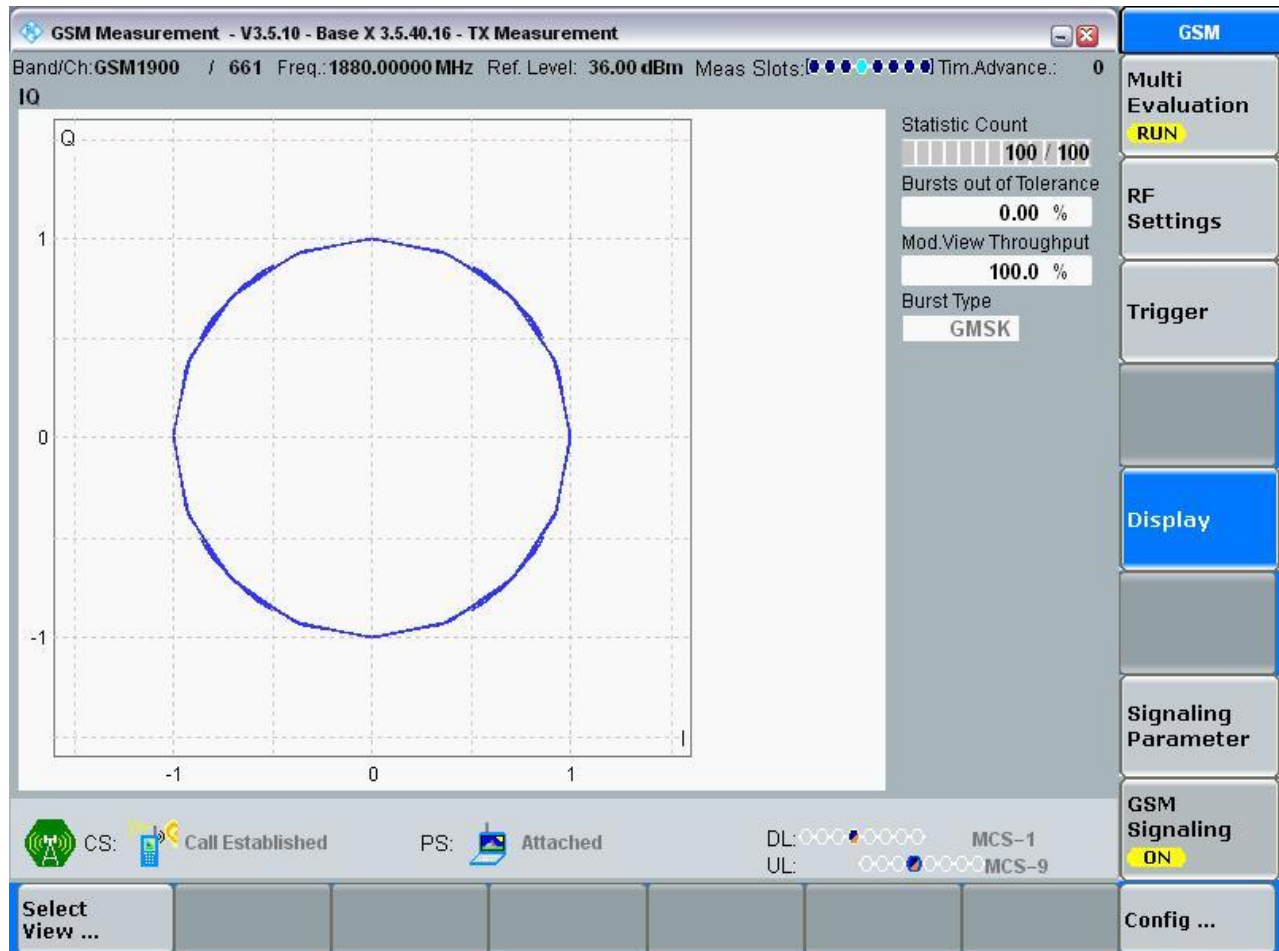 GSM Measurement - V3.5.10 - Base X 3.5.40.16 - TX Measurement
GSM
Band/Ch:GSM1900 / 661 Freq.:1880.00000 MHz Ref. Level: 36.00 dBm Meas Slots: Tim.Advance.: 0
IQ
Multi
Evaluation
RUN
Q
Statistic Count
100 / 100
Bursts out of Tolerance
0.00 %
Mod.View Throughput
100.0 %
Burst Type
GMSK
RF
Settings
Trigger
1
0
-1
I
-1 0 1
Display
Signaling
Parameter
GSM
Signaling
ON
CS: Call Established PS: Attached DL: MCS-1
UL: MCS-9
Select
View ...
Config ...